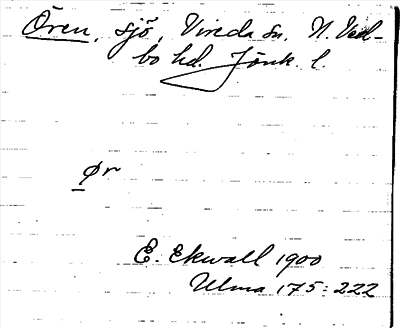 Ören, sjö, Vireda sn, N. Ved-
bo hd. Jönk. l.
ør
E. Ekwall 1900
Ulma 175:222